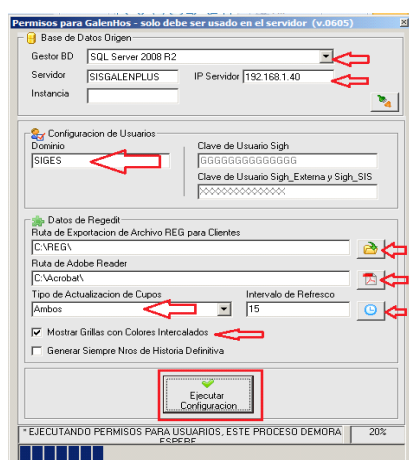 Permisos para GalenHos - solo debe ser usado en el servidor (v.0605)
Base de Datos Origen
Gestor BD SQL Server 2008 R2
Servidor SISGALENPLUS IP Servidor 192.168.1.40
Instancia
Configuracion de Usuarios
Dominio Clave de Usuario Sigh
SIGES GGGGGGGGGGGGGG
Clave de Usuario Sigh_Externa y Sigh_SIS
XXXXXXXXXXXXX
Datos de Regedit
Ruta de Exportacion de Archivo REG para Clientes
C:\REG\
Ruta de Adobe Reader
C:\Acrobat\
Tipo de Actualizacion de Cupos Intervalo de Refresco
Ambos 15
Mostrar Grillas con Colores Intercalados
Generar Siempre Nros de Historia Definitiva
Ejecutar
Configuracion
* EJECUTANDO PERMISOS PARA USUARIOS, ESTE PROCESO DEMORA 20%
ESPERE